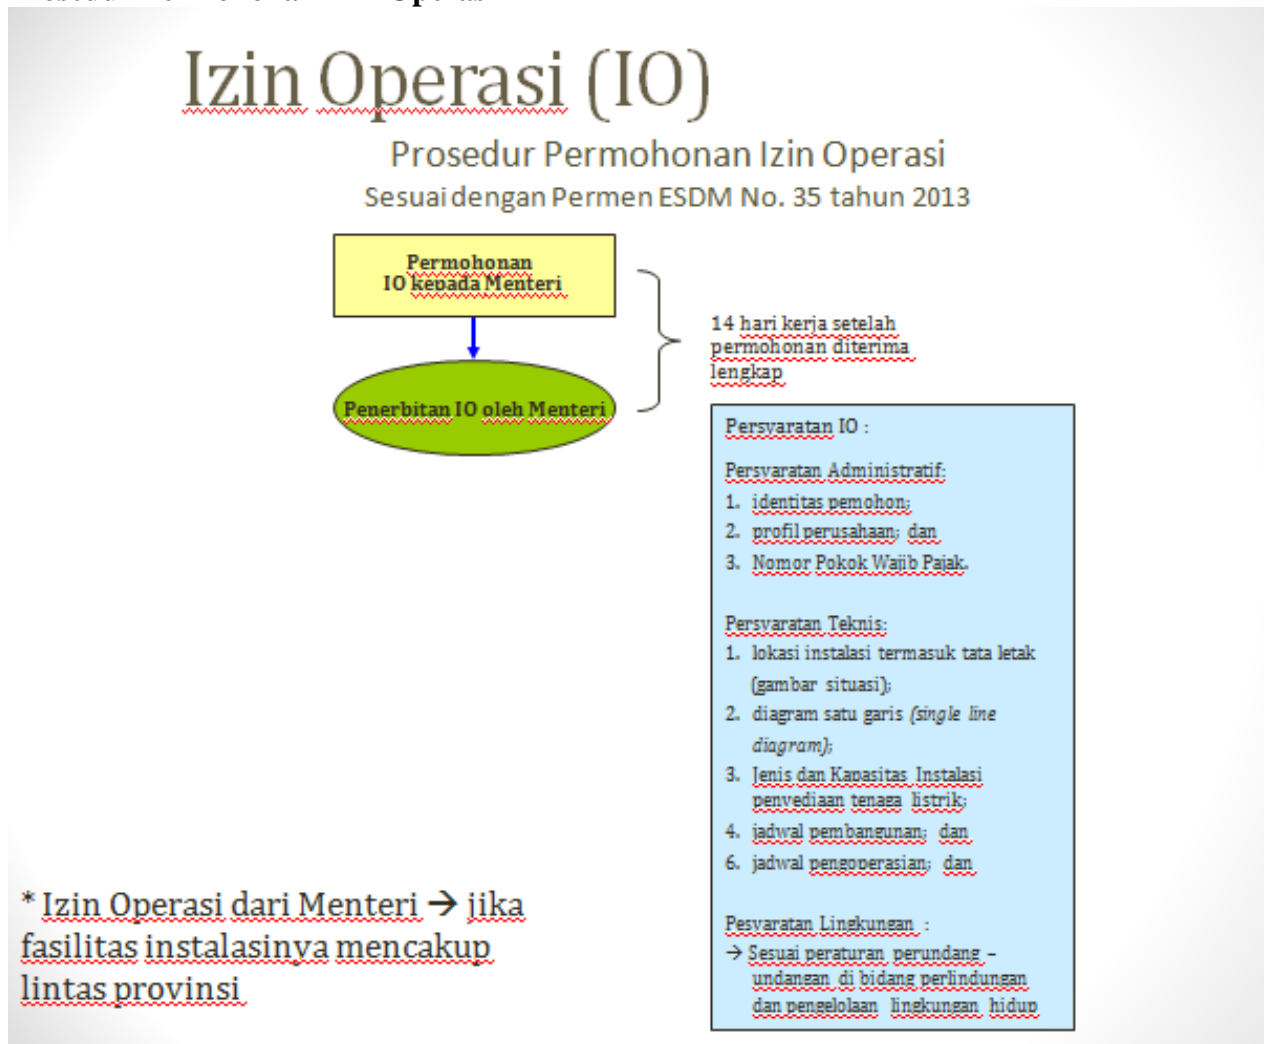 Izin Operasi (IO)
Prosedur Permohonan Izin Operasi
Sesuai dengan Permen ESDM No. 35 tahun 2013
Permohonan
IO kepada Menteri
Penerbitan IO oleh Menteri
14 hari kerja setelah
permohonan diterima
lengkap
Persyaratan IO :
Persyaratan Administratif:
1. identitas pemohon;
2. profil perusahaan; dan
3. Nomor Pokok Wajib Pajak.
Persyaratan Teknis:
1. lokasi instalasi termasuk tata letak
(gambar situasi);
2. diagram satu garis (single line
diagram);
3. Jenis dan Kapasitas Instalasi
penyediaan tenaga listrik;
4. jadwal pembangunan; dan
6. jadwal pengoperasian; dan
Pesyaratan Lingkungan :
→ Sesuai peraturan perundang –
undangan di bidang perlindungan
dan pengelolaan lingkungan hidup
* Izin Operasi dari Menteri → jika
fasilitas instalasinya mencakup
lintas provinsi